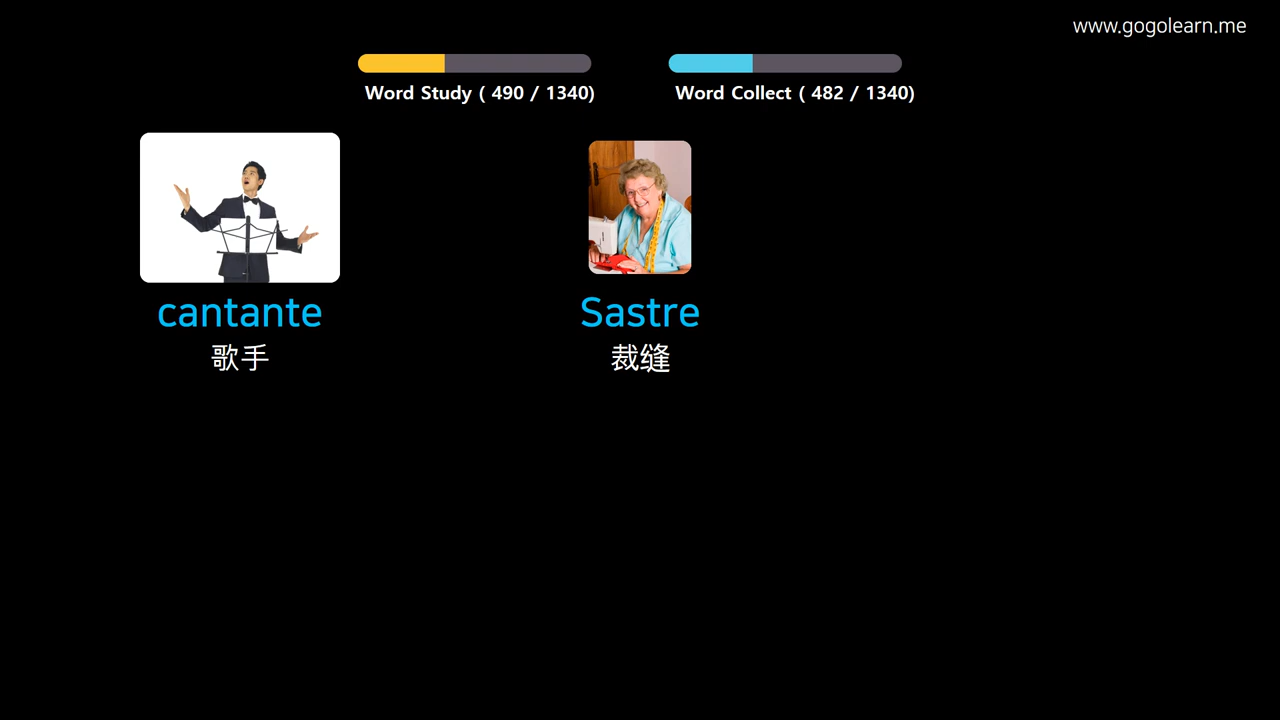 www.gogolearn.me
Word Study ( 490 / 1340)
Word Collect ( 482 / 1340)
cantante
歌手
Sastre
裁缝